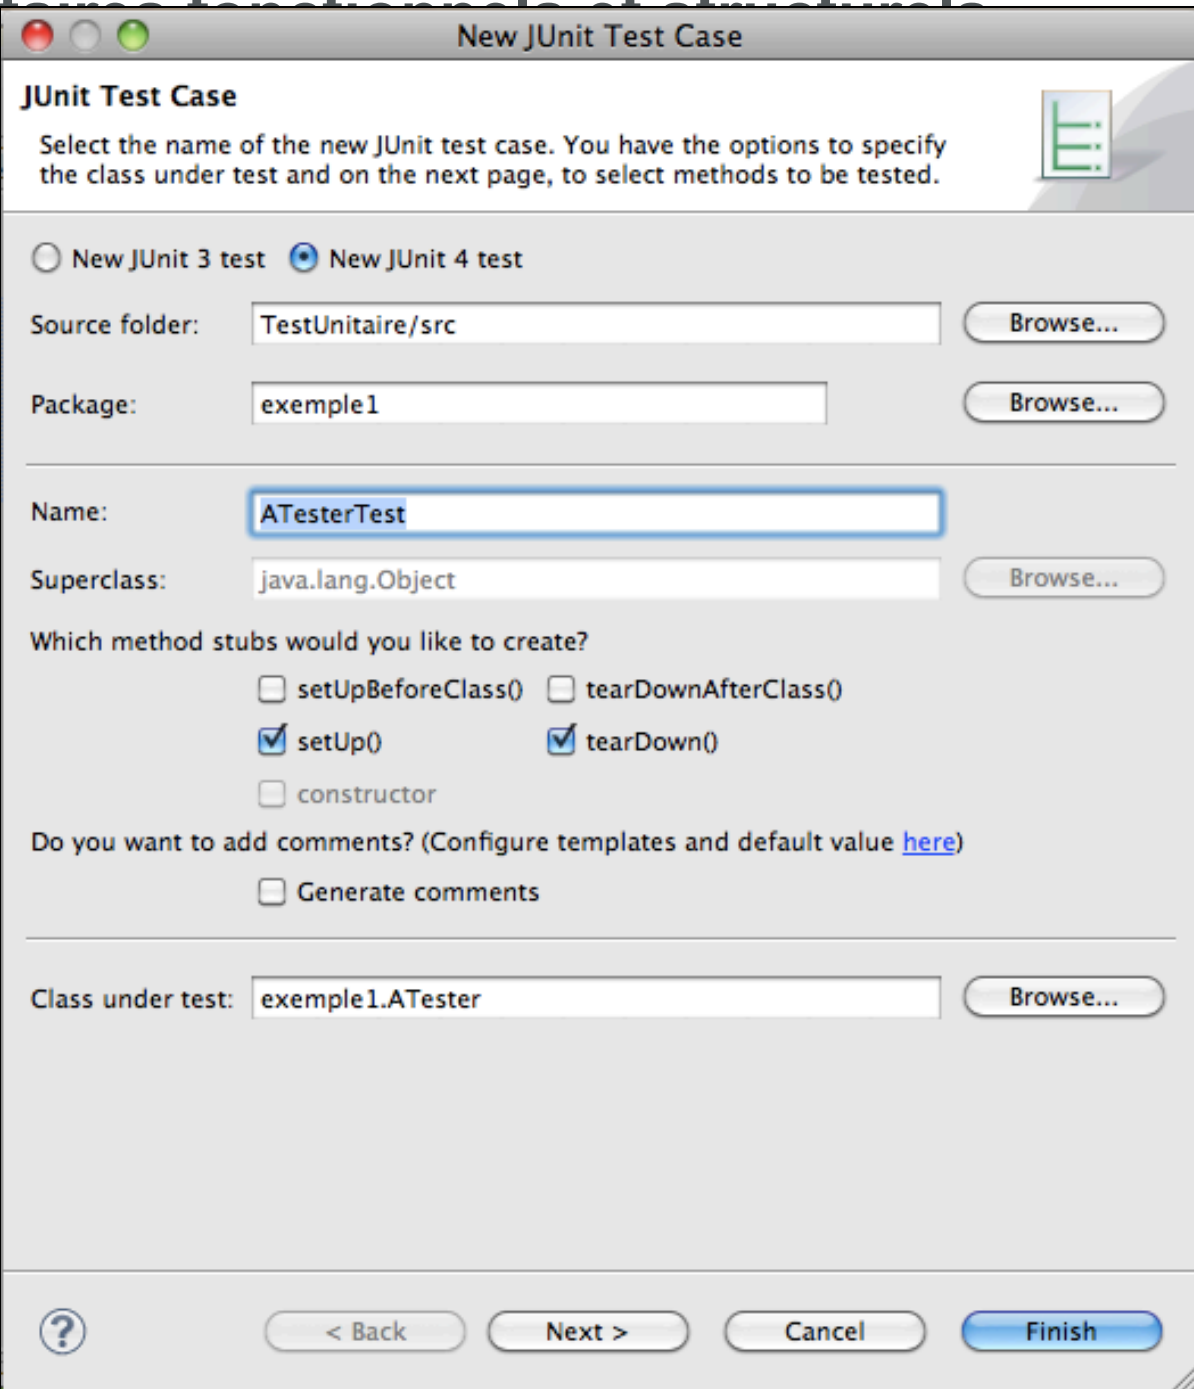 taires fonctionnels et structurels
New JUnit Test Case
JUnit Test Case
Select the name of the new JUnit test case. You have the options to specify
the class under test and on the next page, to select methods to be tested.
New JUnit 3 test New JUnit 4 test
Source folder: TestUnitaire/src Browse...
Package: exemple1 Browse...
Name: ATesterTest
Superclass: java.lang.Object Browse...
Which method stubs would you like to create?
setUpBeforeClass() tearDownAfterClass()
setUp() tearDown()
constructor
Do you want to add comments? (Configure templates and default value here)
Generate comments
Class under test: exemple1.ATester Browse...
? < Back Next > Cancel Finish